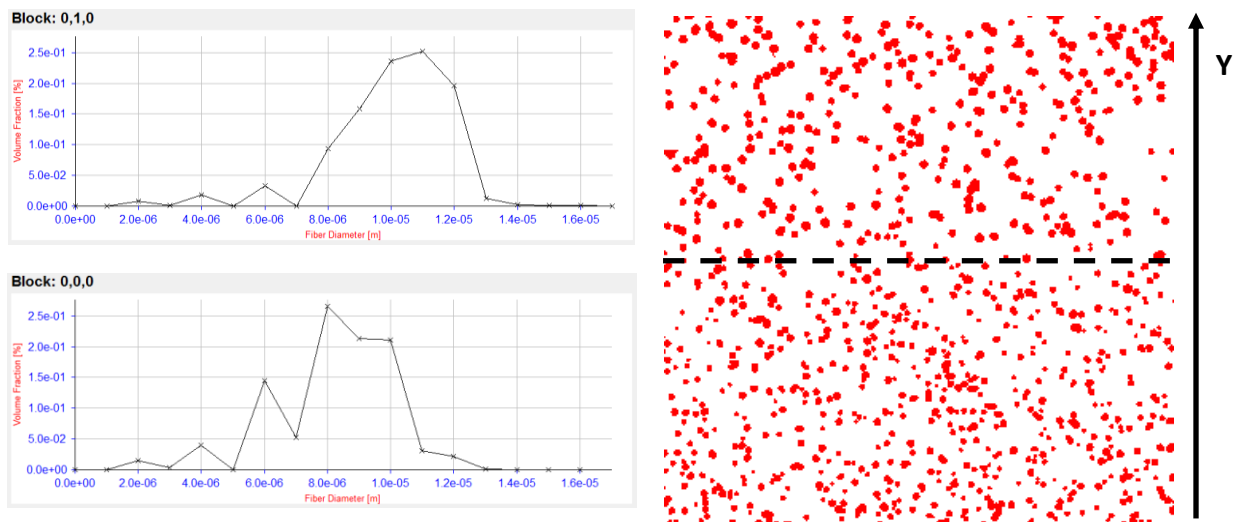 Block: 0,1,0
Volume Fraction [%]
2.5e-01
2.0e-01
1.5e-01
1.0e-01
5.0e-02
0.0e+00
0.0e+00 2.0e-06 4.0e-06 6.0e-06 8.0e-06 1.0e-05 1.2e-05 1.4e-05 1.6e-05
Fiber Diameter [m]
Block: 0,0,0
Volume Fraction [%]
2.5e-01
2.0e-01
1.5e-01
1.0e-01
5.0e-02
0.0e+00
0.0e+00 2.0e-06 4.0e-06 6.0e-06 8.0e-06 1.0e-05 1.2e-05 1.4e-05 1.6e-05
Fiber Diameter [m]
Y